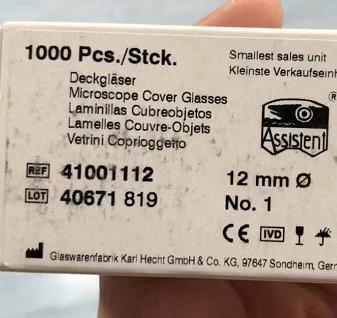 1000 Pcs./Stck.
Smallest sales unit
Kleinste Verkaufseinh
Deckgläser
Microscope Cover Glasses
Laminillas Cubreobjetos
Lamelles Couvre-Objets
Vetrini Coprioggetto
®
Assistent
REF 41001112
12 mm Ø
LOT 40671 819
No. 1
CE IVD
Glaswarenfabrik Karl Hecht GmbH & Co. KG, 97647 Sondheim, Germ